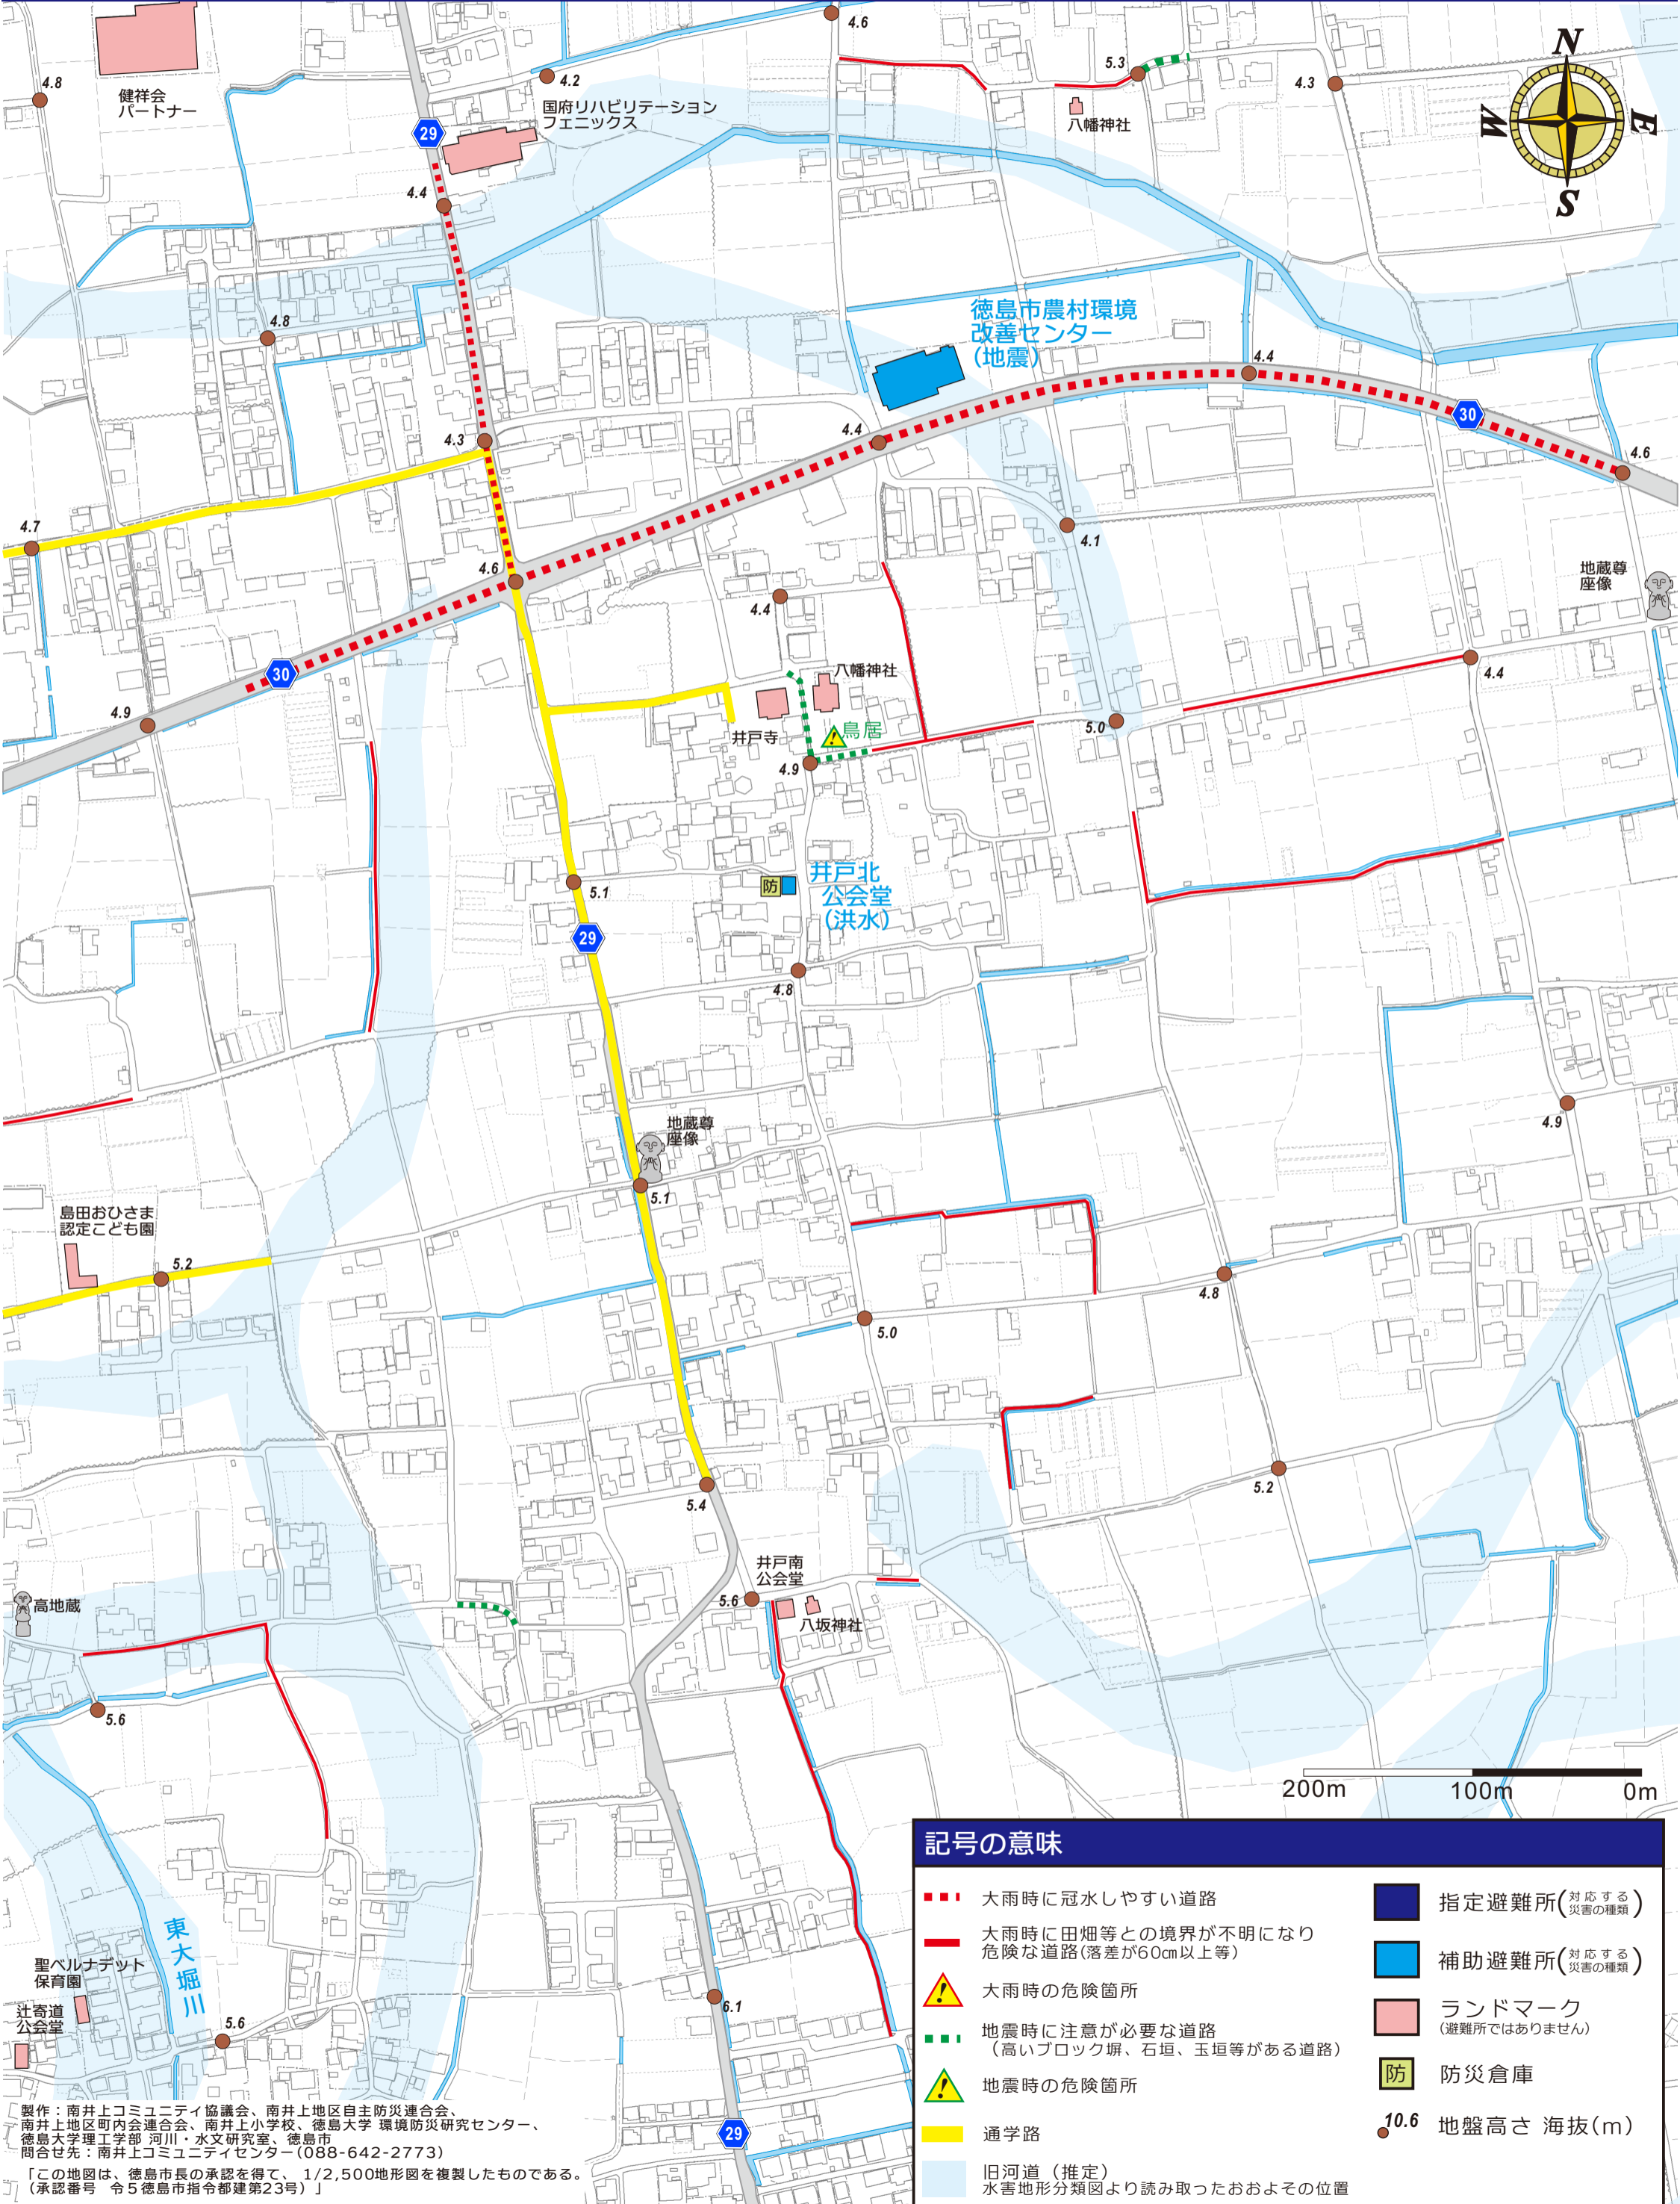 4.6
4.8
健祥会
パートナー
4.2
国府リハビリテーション
フェニックス
29
4.4
5.3
八幡神社
4.3
N
W
E
S
4.8
徳島市農村環境
改善センター
(地震)
4.4
30
4.6
4.3
4.4
4.7
4.6
4.1
4.4
地蔵尊
座像
4.4
30
4.9
八幡神社
井戸寺
鳥居
4.9
5.0
5.1
防
井戸北
公会堂
(洪水)
29
4.8
4.9
地蔵尊
座像
5.1
島田おひさま
認定こども園
5.2
4.8
5.0
5.4
5.2
井戸南
公会堂
5.6
八坂神社
高地蔵
5.6
200m
100m
0m
東大堀川
聖ベルナデット
保育園
辻寄道
公会堂
5.6
6.1
29
記号の意味
大雨時に冠水しやすい道路
大雨時に田畑等との境界が不明になり
危険な道路(落差が60㎝以上等)
大雨時の危険箇所
地震時に注意が必要な道路
(高いブロック塀、石垣、玉垣等がある道路)
地震時の危険箇所
通学路
旧河道（推定）
水害地形分類図より読み取ったおおよその位置
指定避難所(対応する災害の種類)
補助避難所(対応する災害の種類)
ランドマーク
(避難所ではありません)
防 防災倉庫
10.6 地盤高さ 海抜(m)
製作：南井上コミュニティ協議会、南井上地区自主防災連合会、
南井上地区町内会連合会、南井上小学校、徳島大学 環境防災研究センター、
徳島大学理工学部 河川・水文研究室、徳島市
問合せ先：南井上コミュニティセンター(088-642-2773)
「この地図は、徳島市長の承認を得て、1/2,500地形図を複製したものである。
(承認番号 令５徳島市指令都建第23号)」